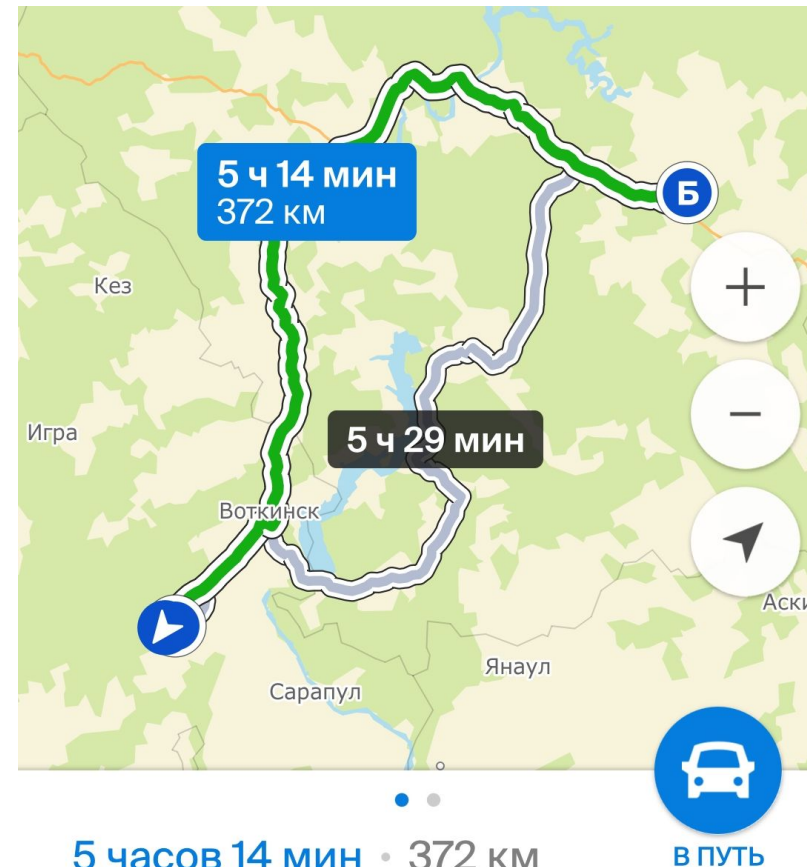 5 ч 14 мин
372 км
Б
Кез
Игра
5 ч 29 мин
Воткинск
Аски
Янаул
Сарапул
5 часов 14 мин • 372 км
В ПУТЬ